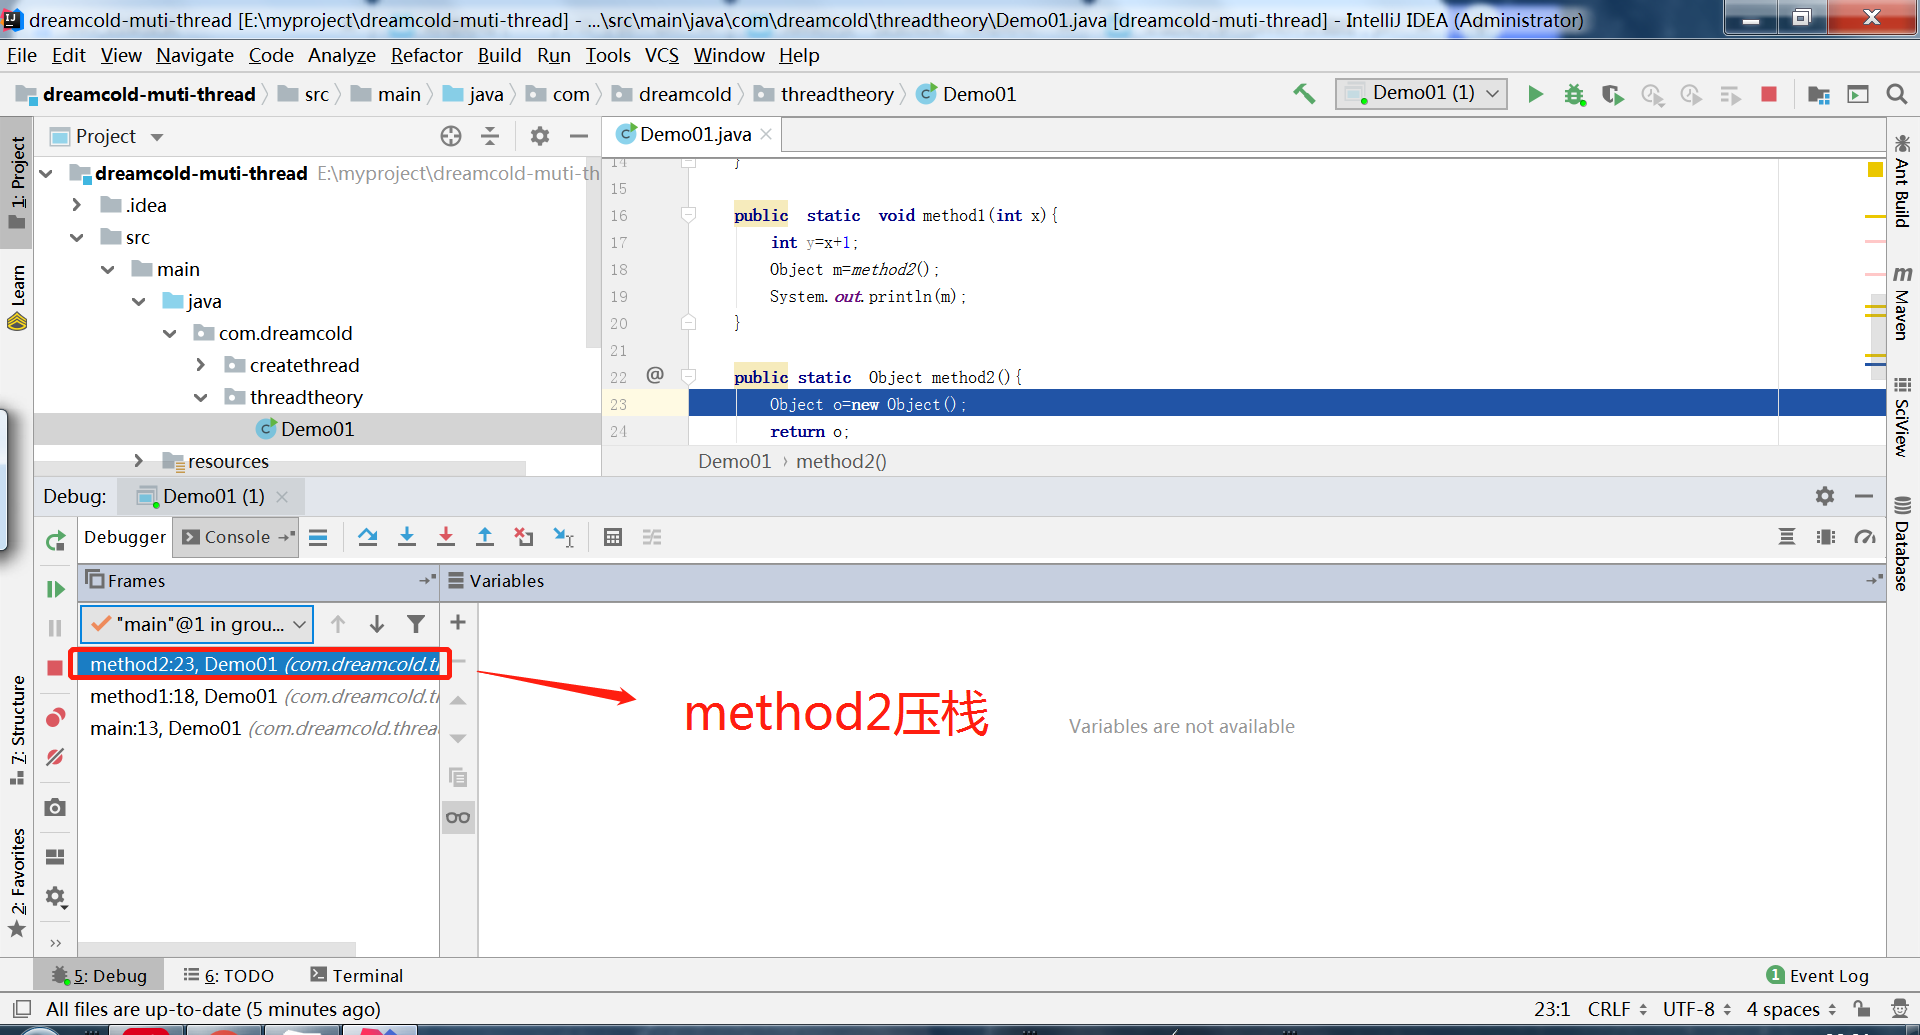 dreamcold-muti-thread [E:\myproject\dreamcold-muti-thread] - ...\src\main\java\com\dreamcold\threadtheory\Demo01.java [dreamcold-muti-thread] - IntelliJ IDEA (Administrator)
File Edit View Navigate Code Analyze Refactor Build Run Tools VCS Window Help
dreamcold-muti-thread src main java com dreamcold threadtheory Demo01
Demo01 (1)
1: Project
Learn
7: Structure
2: Favorites
Project
dreamcold-muti-thread E:\myproject\dreamcold-muti-th
.idea
src
main
java
com.dreamcold
createthread
threadtheory
Demo01
resources
Demo01.java
14 }
15
16 public static void method1(int x){
17 int y=x+1;
18 Object m=method2();
19 System.out.println(m);
20 }
21
22 @ public static Object method2(){
23 Object o=new Object();
24 return o;
Demo01 › method2()
Ant Build
m Maven
SciView
Database
Debug: Demo01 (1)
Debugger Console
Frames Variables
"main"@1 in grou...
method2:23, Demo01 (com.dreamcold.th
method1:18, Demo01 (com.dreamcold.th
main:13, Demo01 (com.dreamcold.threa
method2压栈
Variables are not available
5: Debug 6: TODO Terminal 1 Event Log
All files are up-to-date (5 minutes ago) 23:1 CRLF UTF-8 4 spaces